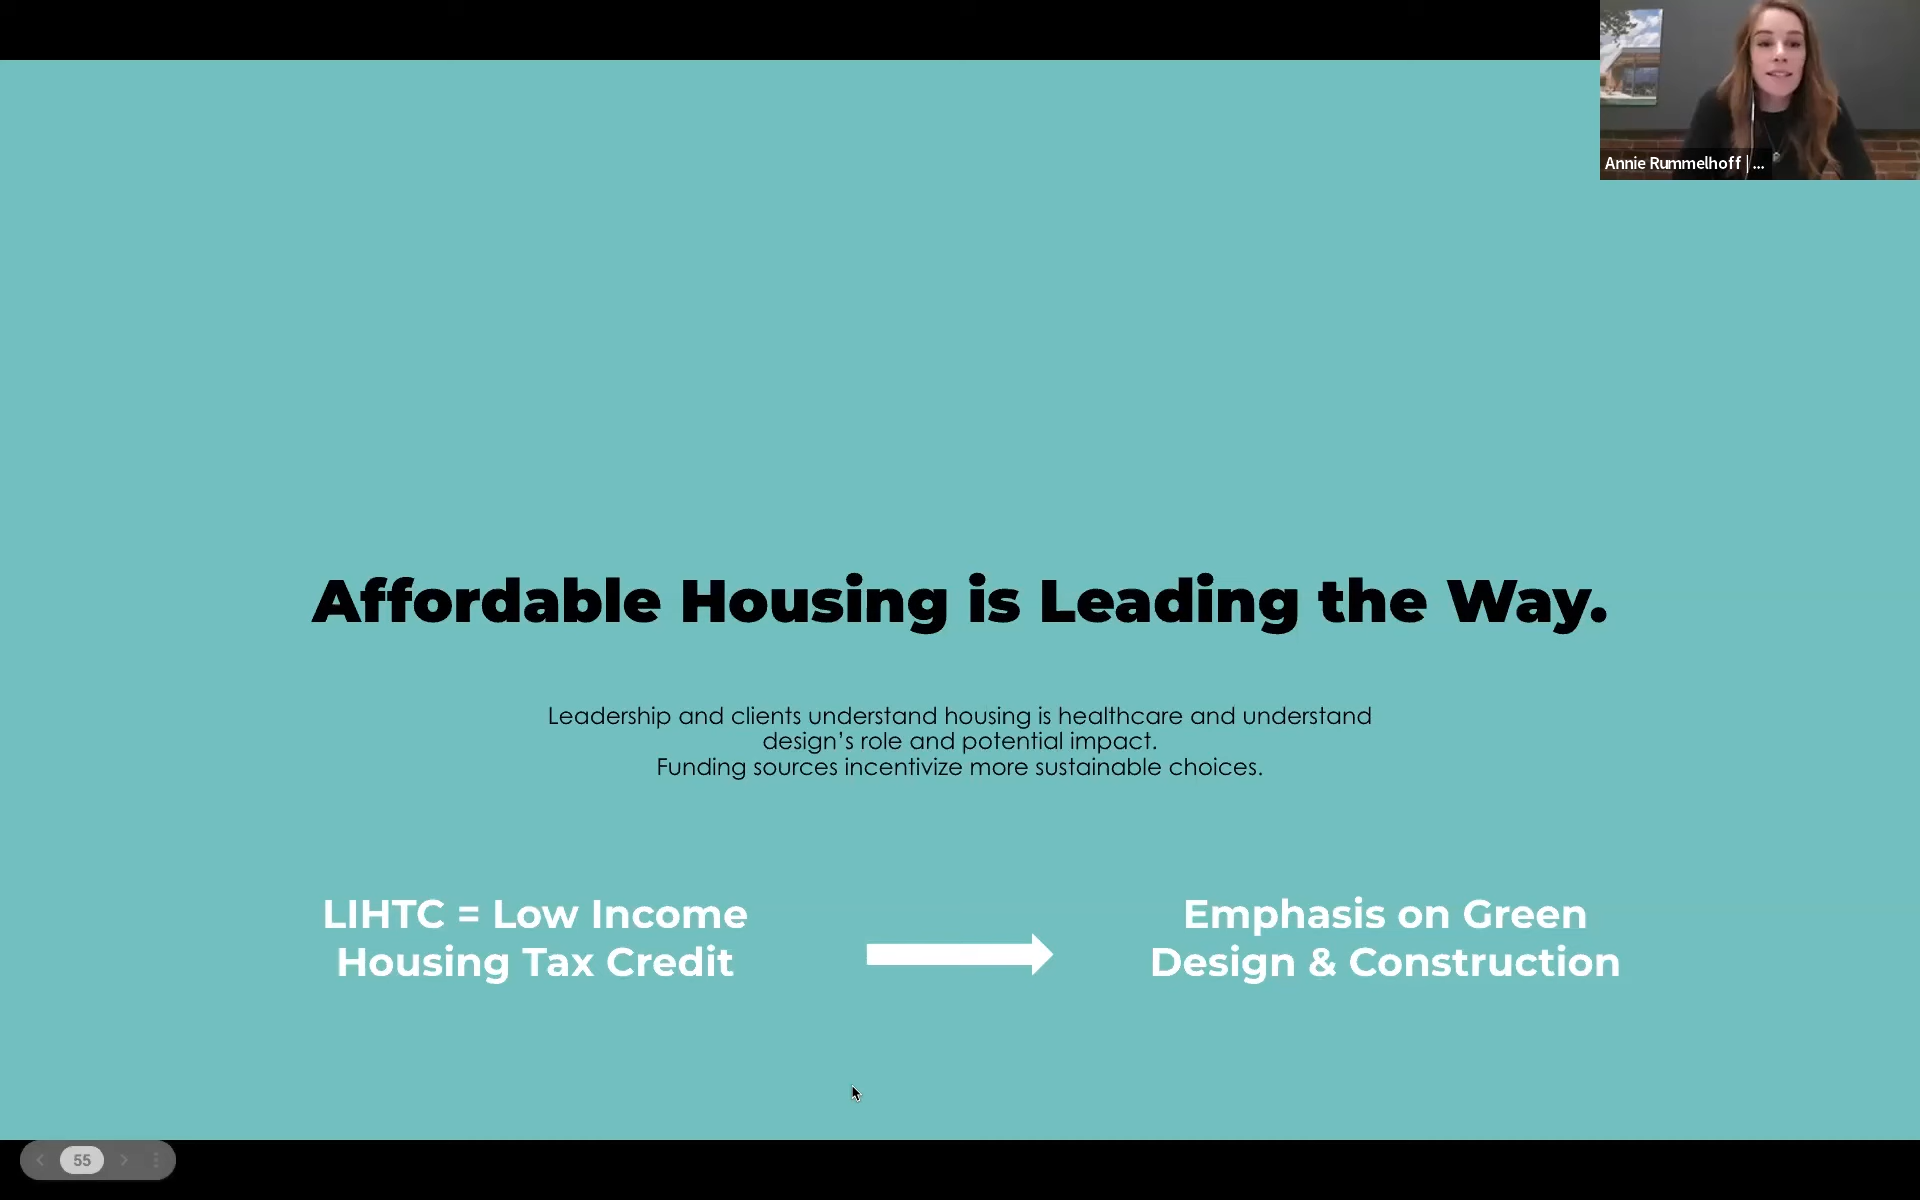 Annie Rummelhoff | ...
Affordable Housing is Leading the Way.
Leadership and clients understand housing is healthcare and understand
design’s role and potential impact.
Funding sources incentivize more sustainable choices.
LIHTC = Low Income
Housing Tax Credit
Emphasis on Green
Design & Construction
55